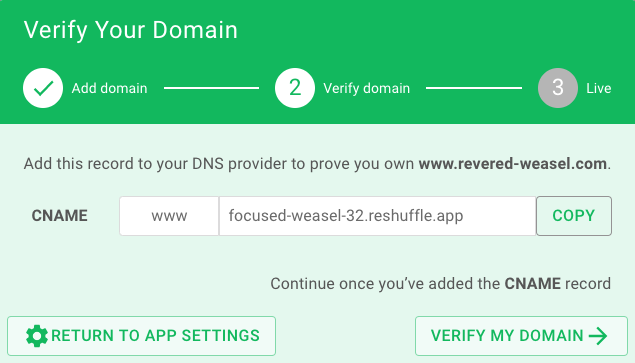 Verify Your Domain
Add domain 2 Verify domain 3 Live
Add this record to your DNS provider to prove you own www.revered-weasel.com.
CNAME www focused-weasel-32.reshuffle.app COPY
Continue once you've added the CNAME record
RETURN TO APP SETTINGS VERIFY MY DOMAIN